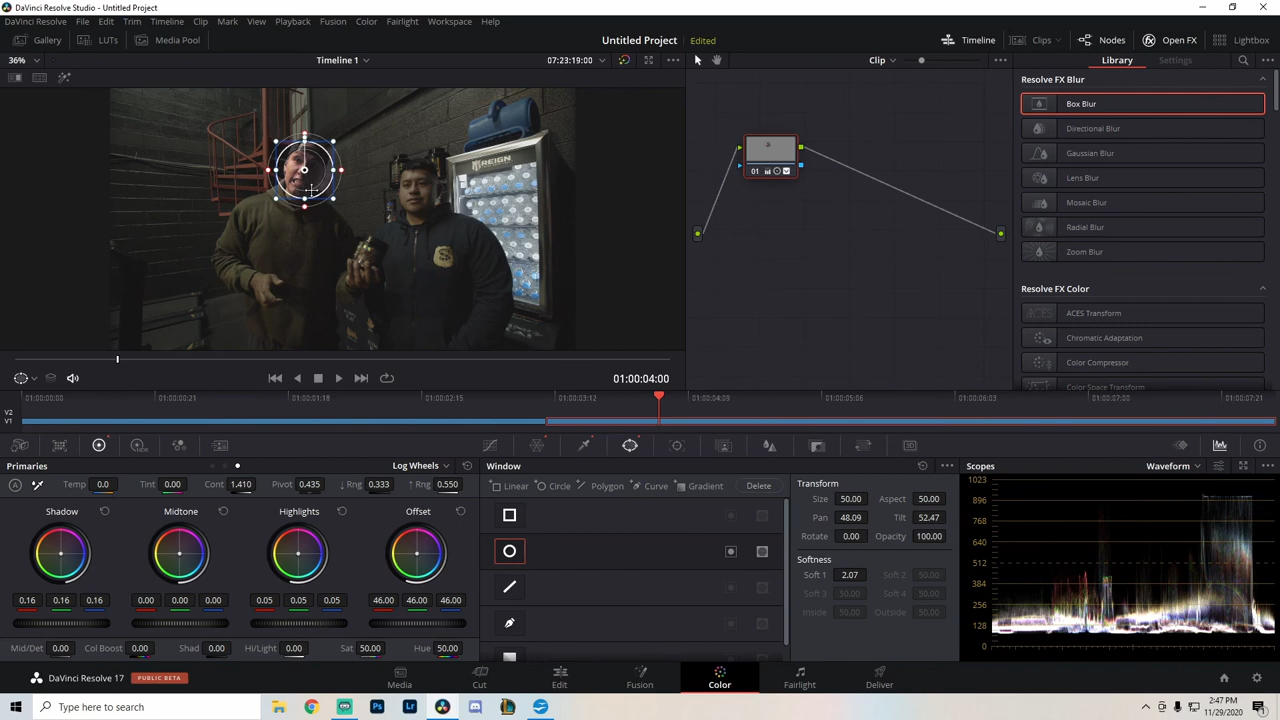 DaVinci Resolve Studio - Untitled Project
DaVinci Resolve File Edit Trim Timeline Clip Mark View Playback Fusion Color Fairlight Workspace Help
Gallery LUTs Media Pool Untitled Project Edited Timeline Clips Nodes Open FX Lightbox
36% Timeline 1 07:23:19:00 Clip Library Settings
Resolve FX Blur
Box Blur
Directional Blur
Gaussian Blur
Lens Blur
Mosaic Blur
Radial Blur
Zoom Blur
Resolve FX Color
ACES Transform
Chromatic Adaptation
Color Compressor
Color Space Transform
REIGN
01
01:00:04:00
01:00:00:00 01:00:00:21 01:00:01:18 01:00:02:15 01:00:03:12 01:00:04:09 01:00:05:06 01:00:06:03 01:00:07:00 01:00:07:21
V2
V1
Primaries Log Wheels Window Scopes Waveform
Temp 0.0 Tint 0.00 Cont 1.410 Pivot 0.435 ↓ Rng 0.333 ↑ Rng 0.550
Linear Circle Polygon Curve Gradient Delete
Shadow Midtone Highlights Offset
0.16 0.16 0.16 0.00 0.00 0.00 0.05 0.05 0.05 46.00 46.00 46.00
Mid/Det 0.00 Col Boost 0.00 Shad 0.00 Hi/Light 0.00 Sat 50.00 Hue 50.00
Transform
Size 50.00 Aspect 50.00
Pan 48.09 Tilt 52.47
Rotate 0.00 Opacity 100.00
Softness
Soft 1 2.07 Soft 2 50.00
Soft 3 50.00 Soft 4 50.00
Inside 50.00 Outside 50.00
1023
896
768
640
512
384
256
128
0
DaVinci Resolve 17 PUBLIC BETA
Media Cut Edit Fusion Color Fairlight Deliver
Type here to search
Ps Lr
2:47 PM
11/29/2020